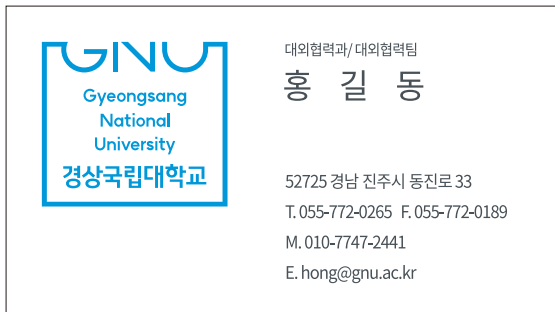 GNU
Gyeongsang
National
University
경상국립대학교
대외협력과/대외협력팀
홍 길 동
52725 경남 진주시 동진로 33
T. 055-772-0265 F. 055-772-0189
M. 010-7747-2441
E. hong@gnu.ac.kr